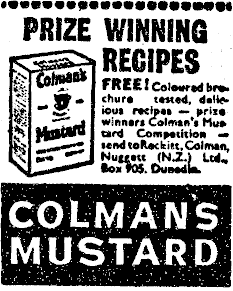 PRIZE WINNING
RECIPES
Colman's
Mustard
FREE! Coloured bro-
chure tested, delic-
ious recipes — prize
winners Colman's Mus-
tard Competition —
send to Reckitt, Colman,
Nuggett (N.Z.) Ltd.,
Box 905, Dunedin.
COLMANS
MUSTARD